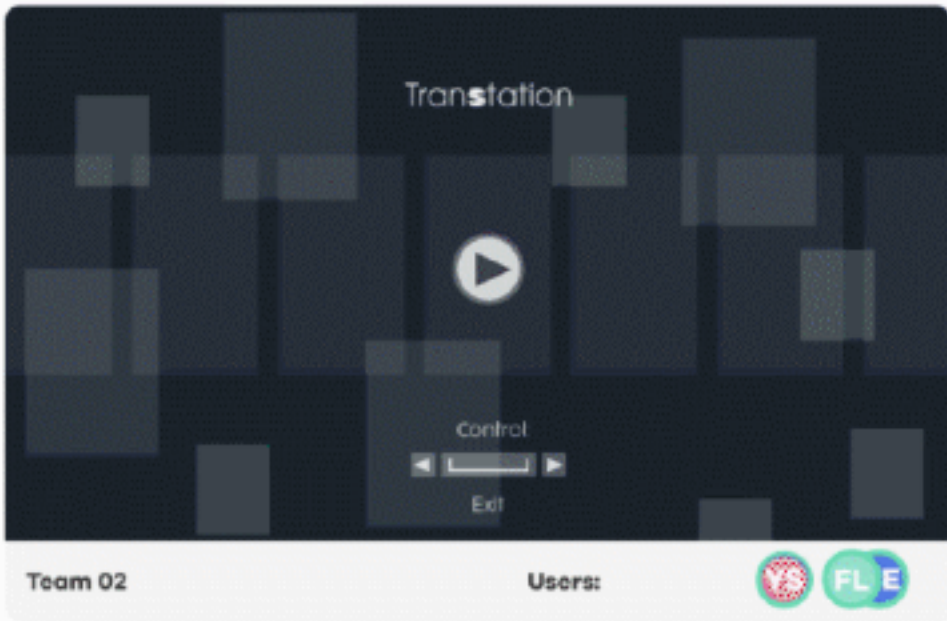 Transtation
Control
Exit
Team 02
Users:
YS
FL
E